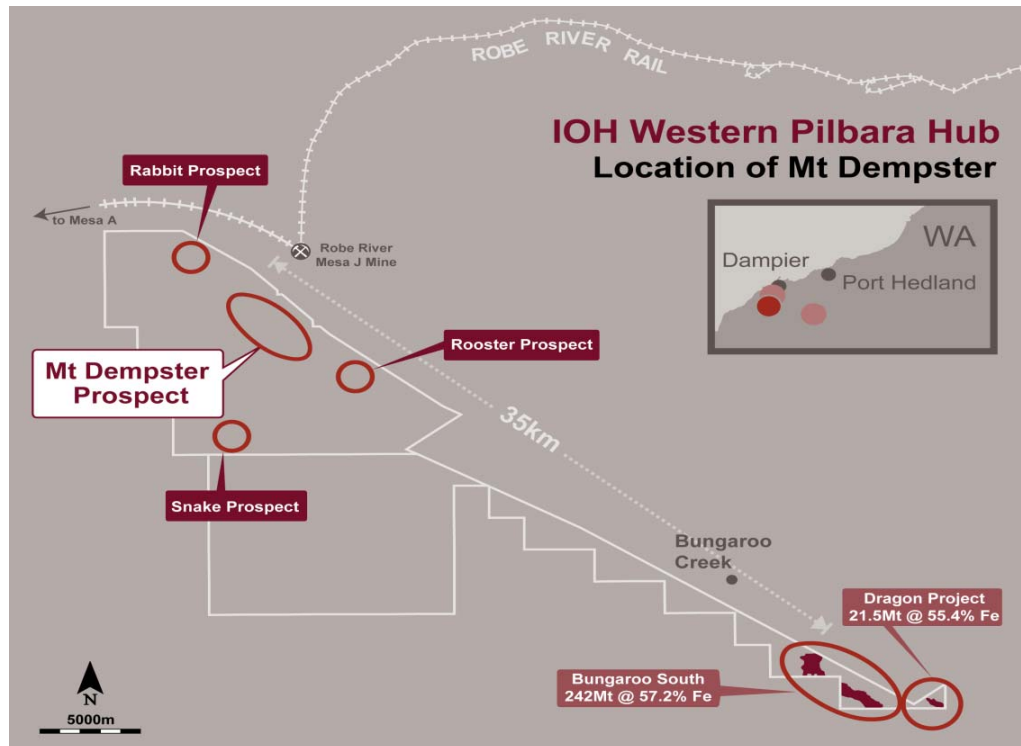 ROBE RIVER RAIL
IOH Western Pilbara Hub
Location of Mt Dempster
Rabbit Prospect
to Mesa A
Robe River
Mesa J Mine
WA
Dampier
Port Hedland
Rooster Prospect
Mt Dempster
Prospect
35km
Snake Prospect
Bungaroo
Creek
Dragon Project
21.5Mt @ 55.4% Fe
Bungaroo South
242Mt @ 57.2% Fe
N
5000m